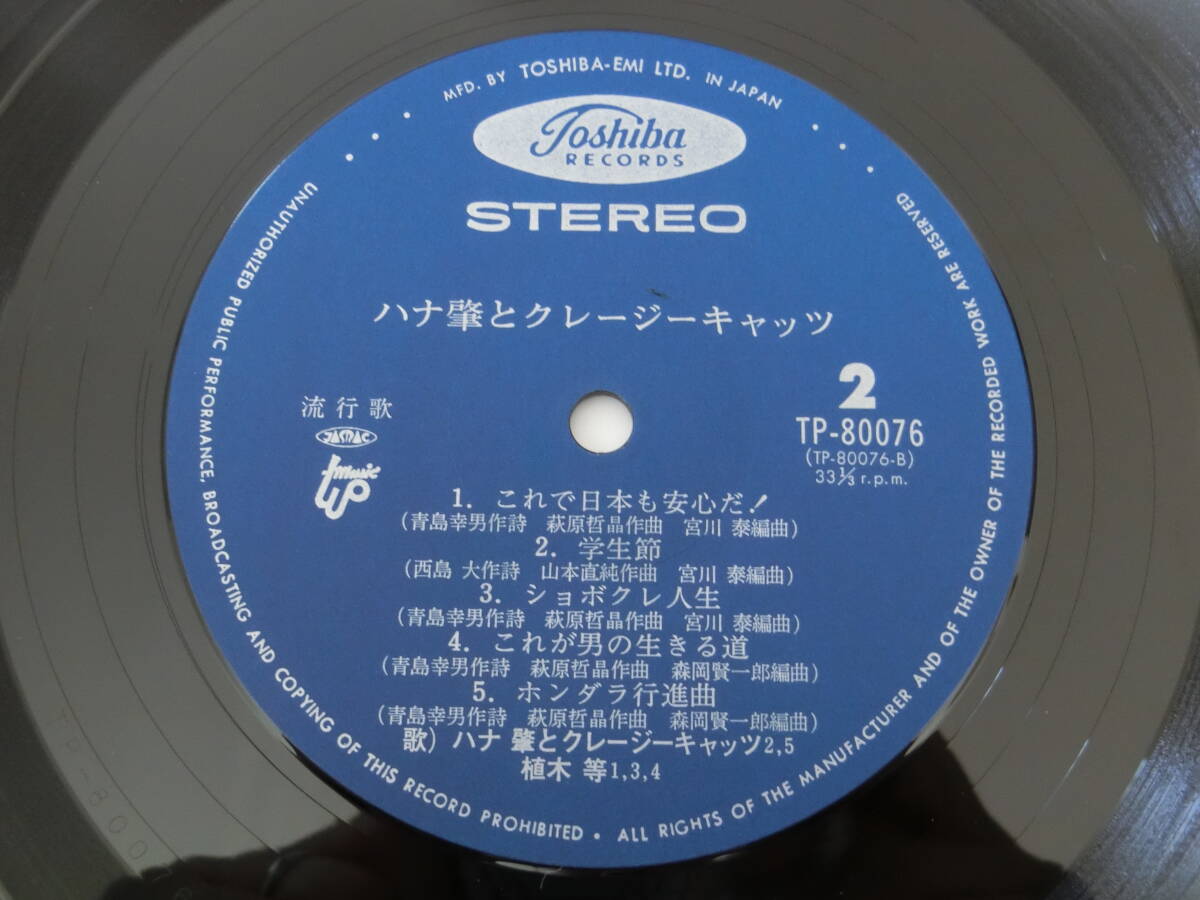 MFD. BY TOSHIBA-EMI LTD. IN JAPAN
Toshiba
RECORDS
STEREO
ハナ肇とクレージーキャッツ
流行歌
JASRAC
music
2
TP-80076
(TP-80076-B)
33⅓ r.p.m.
1. これで日本も安心だ!
(青島幸男作詩 萩原哲晶作曲 宮川 泰編曲)
2. 学生節
(西島 大作詩 山本直純作曲 宮川 泰編曲)
3. ショボクレ人生
(青島幸男作詩 萩原哲晶作曲 宮川 泰編曲)
4. これが男の生きる道
(青島幸男作詩 萩原哲晶作曲 森岡賢一郎編曲)
5. ホンダラ行進曲
(青島幸男作詩 萩原哲晶作曲 森岡賢一郎編曲)
歌) ハナ 肇とクレージーキャッツ2,5
植木 等1,3,4
UNAUTHORIZED PUBLIC PERFORMANCE, BROADCASTING AND COPYING OF THIS RECORD PROHIBITED • ALL RIGHTS OF THE MANUFACTURER AND OF THE OWNER OF THE RECORDED WORK ARE RESERVED